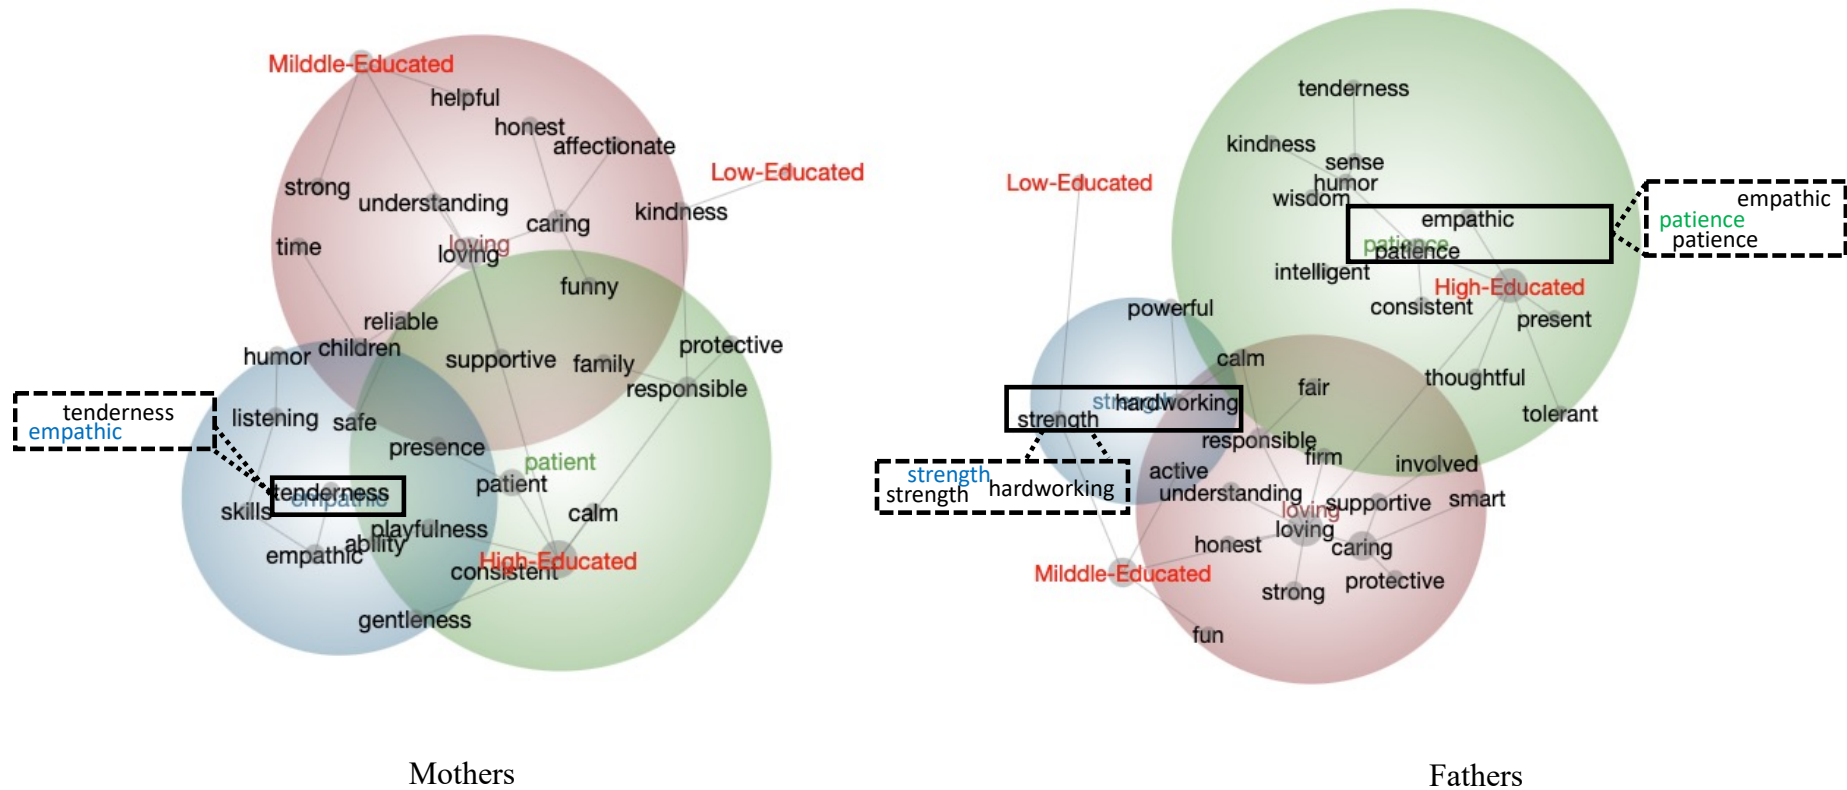 Milddle-Educated
helpful
honest
affectionate
Low-Educated
strong
understanding
caring
kindness
time
loving
loving
funny
reliable
humor
children
supportive
family
protective
responsible
tenderness
empathic
listening
safe
presence
patient
patient
tenderness
empathic
skills
calm
playfulness
ability
empathic
High-Educated
consistent
gentleness
Mothers
tenderness
kindness
sense
humor
Low-Educated
wisdom
empathic
patience
patience
empathic
patience
patience
intelligent
High-Educated
consistent
present
powerful
calm
fair
thoughtful
strength
hardworking
strength
tolerant
responsible
firm
involved
strength
strength
hardworking
active
understanding
supportive
smart
loving
loving
honest
caring
Milddle-Educated
strong
protective
fun
Fathers